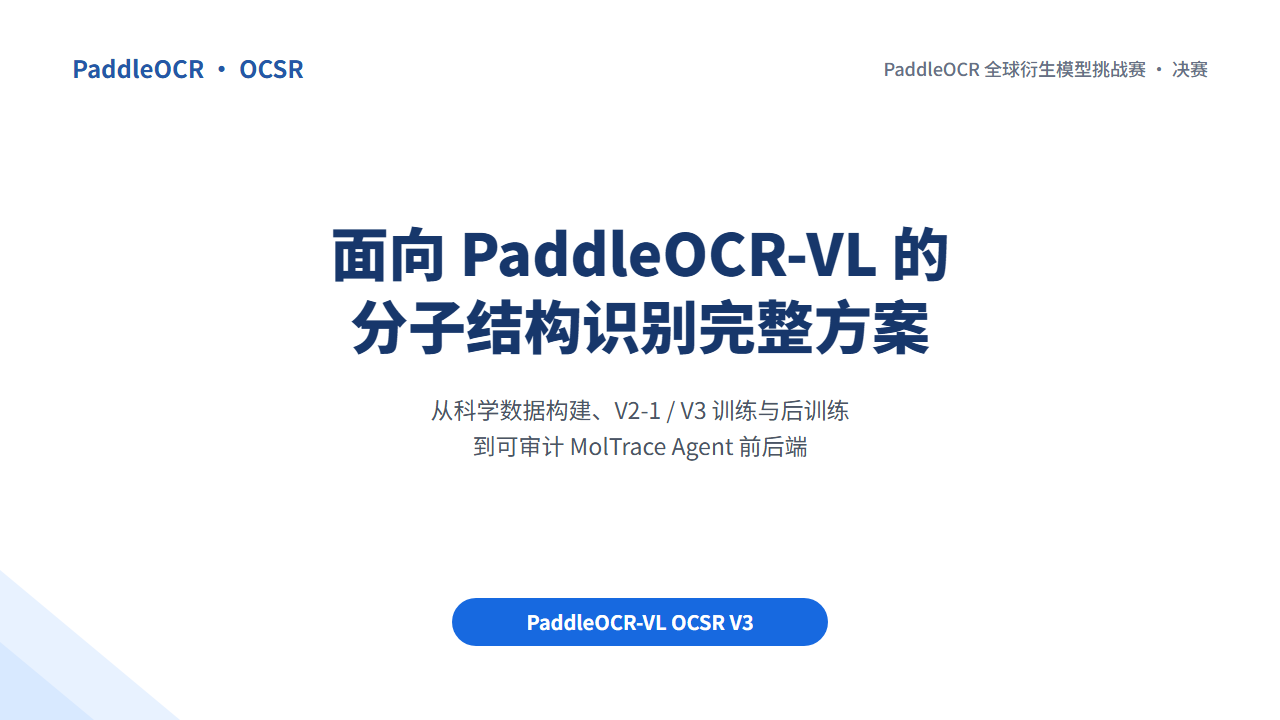 PaddleOCR · OCSR
PaddleOCR 全球衍生模型挑战赛 · 决赛
面向 PaddleOCR-VL 的
分子结构识别完整方案
从科学数据构建、V2-1 / V3 训练与后训练
到可审计 MolTrace Agent 前后端
PaddleOCR-VL OCSR V3